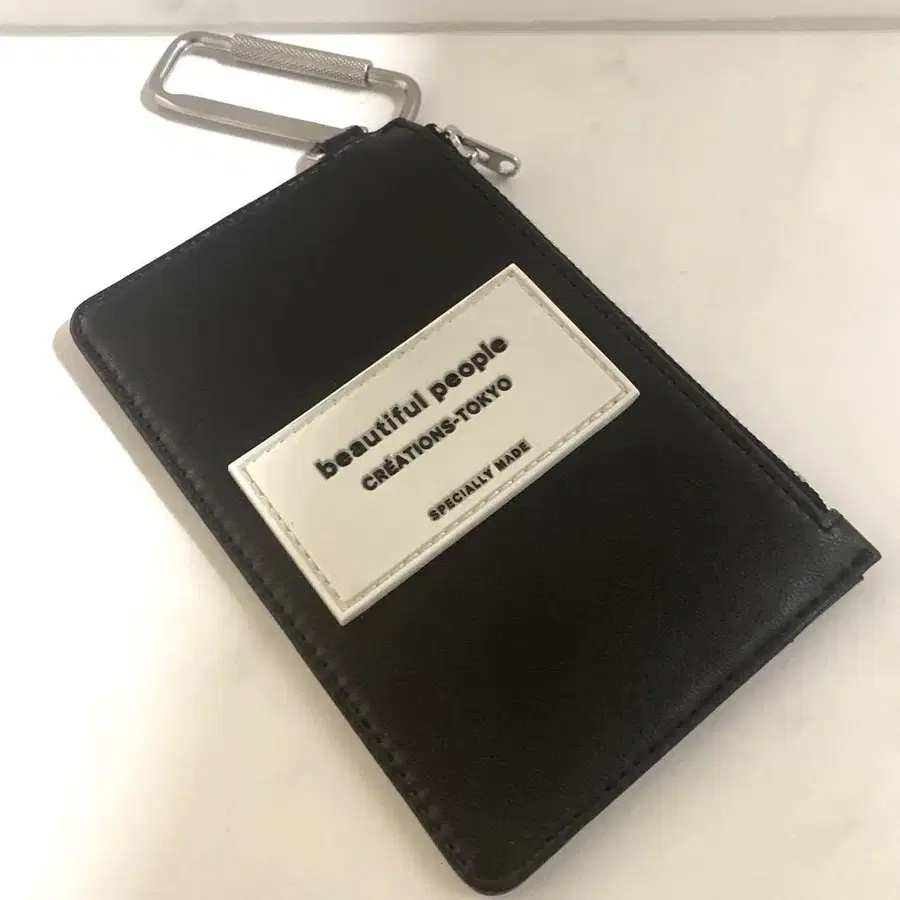 beautiful people
CRÉATIONS-TOKYO
SPECIALLY MADE